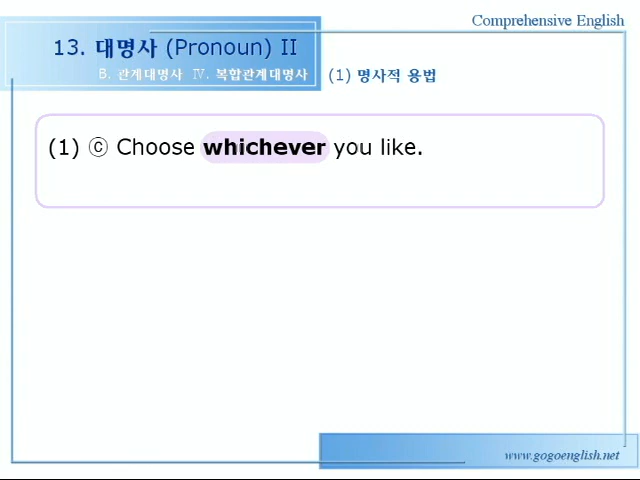 Comprehensive English
13. 대명사 (Pronoun) II
B. 관계대명사 Ⅳ. 복합관계대명사
(1) 명사적 용법
(1) ⓒ Choose whichever you like.
www.gogoenglish.net